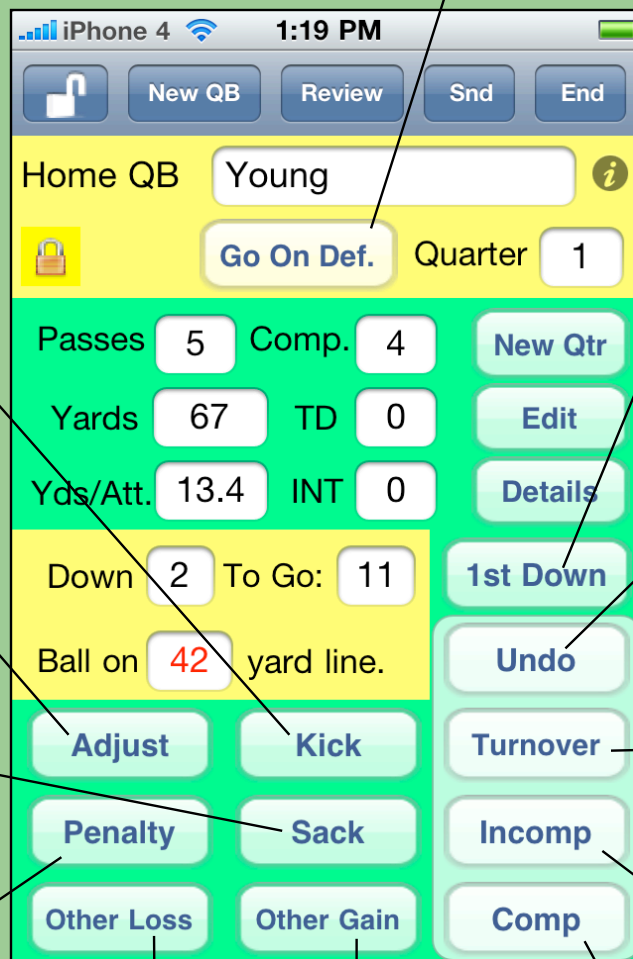 iPhone 4 1:19 PM
New QB Review Snd End
Home QB Young i
Go On Def. Quarter 1
Passes 5 Comp. 4 New Qtr
Yards 67 TD 0 Edit
Yds/Att. 13.4 INT 0 Details
Down 2 To Go: 11 1st Down
Ball on 42 yard line. Undo
Adjust Kick Turnover
Penalty Sack Incomp
Other Loss Other Gain Comp